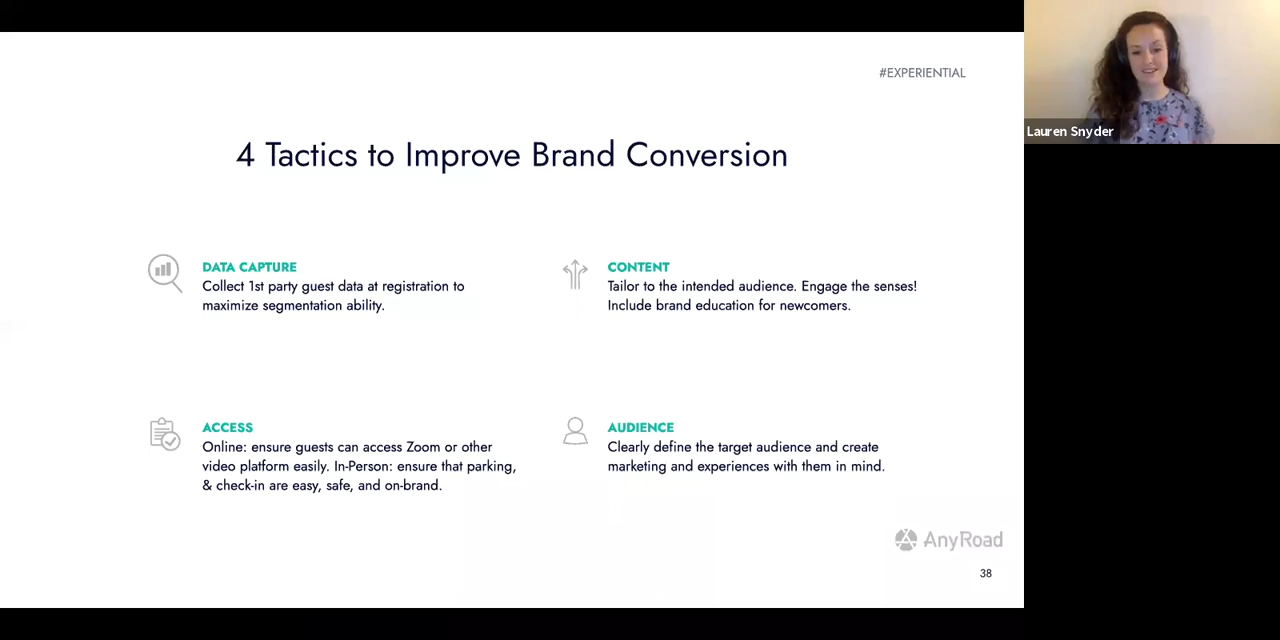 #EXPERIENTIAL
4 Tactics to Improve Brand Conversion
DATA CAPTURE
Collect 1st party guest data at registration to
maximize segmentation ability.
CONTENT
Tailor to the intended audience. Engage the senses!
Include brand education for newcomers.
ACCESS
Online: ensure guests can access Zoom or other
video platform easily. In-Person: ensure that parking,
& check-in are easy, safe, and on-brand.
AUDIENCE
Clearly define the target audience and create
marketing and experiences with them in mind.
AnyRoad
38
Lauren Snyder